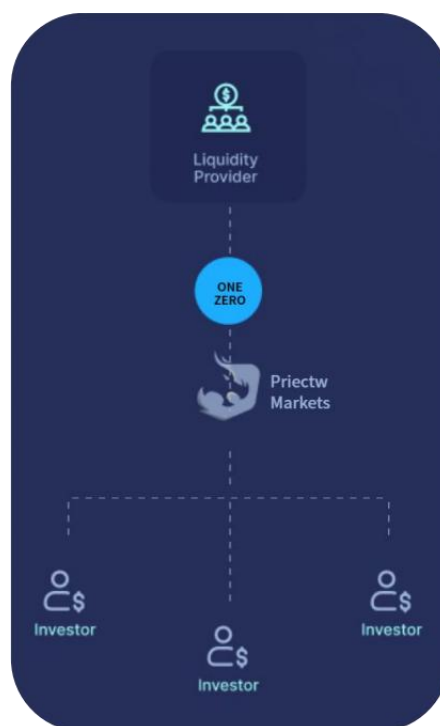 Liquidity
Provider
ONE
ZERO
Priectw
Markets
Investor
Investor
Investor